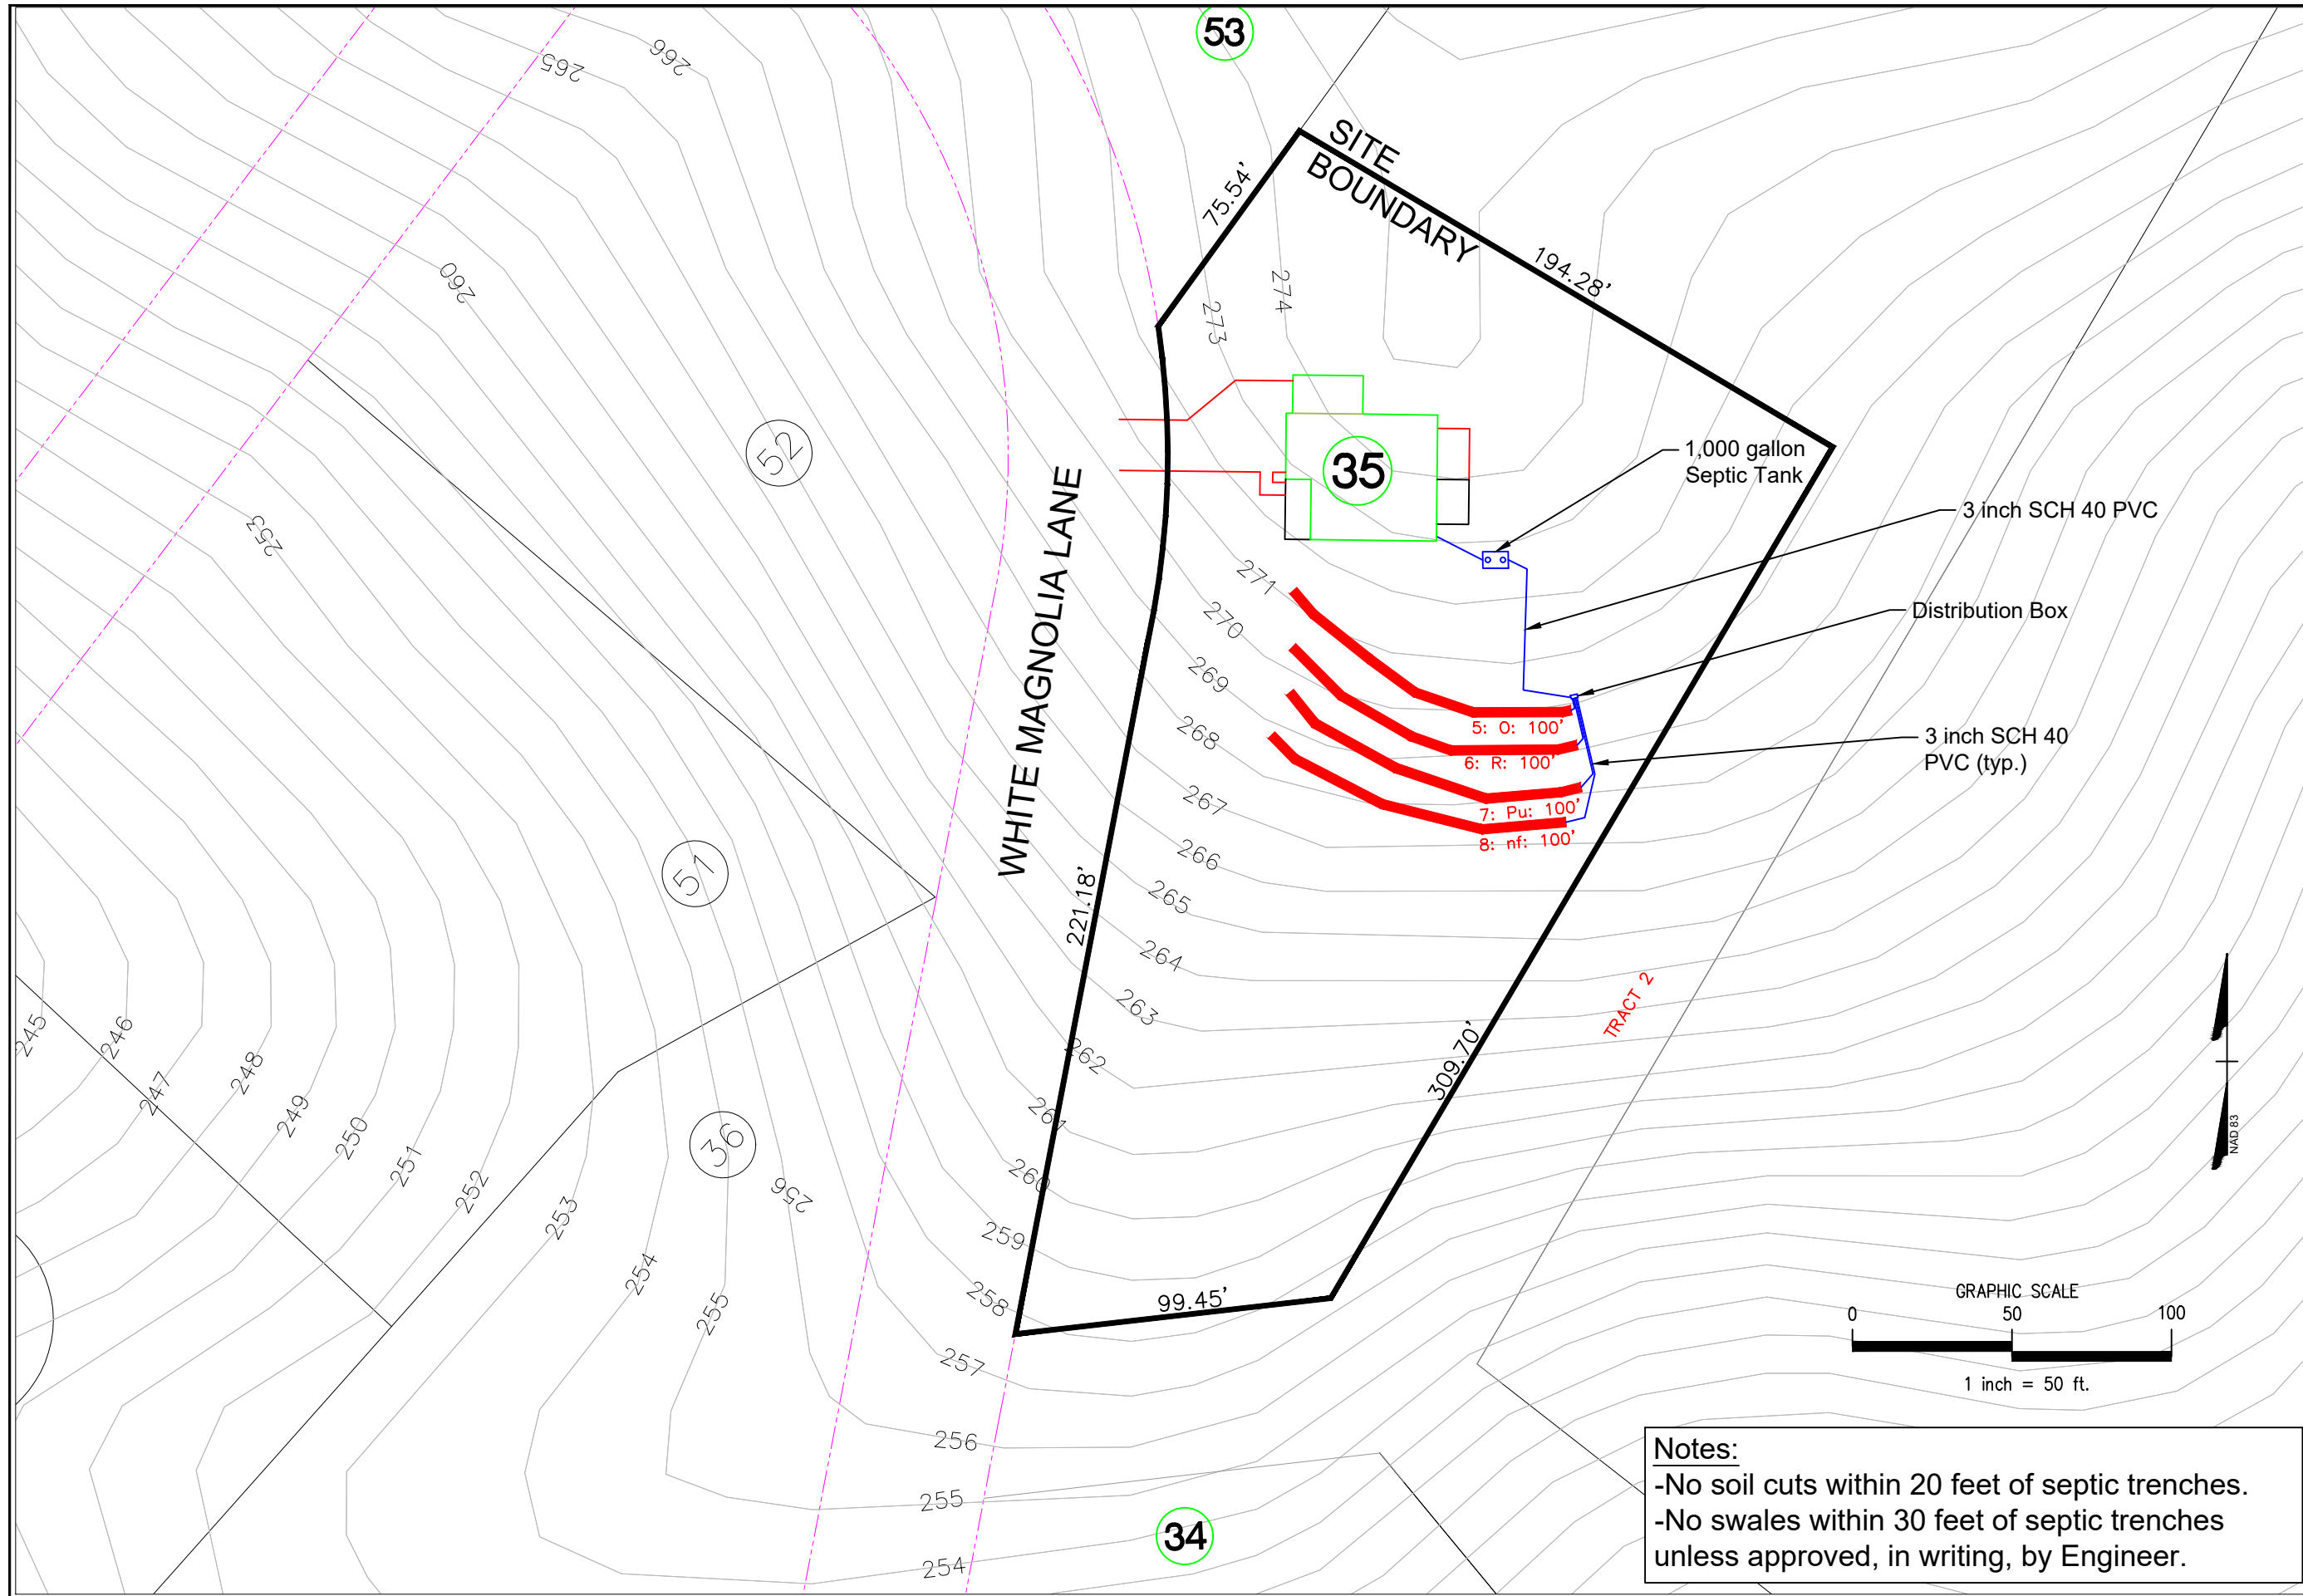 53
265
266
SITE
BOUNDARY
75.54'
194.28'
260
273
274
52
35
1,000 gallon
Septic Tank
3 inch SCH 40 PVC
253
WHITE MAGNOLIA LANE
271
270
269
268
267
266
265
264
263
262
261
260
259
258
257
256
255
254
Distribution Box
5: O: 100'
6: R: 100'
7: Pu: 100'
8: nf: 100'
3 inch SCH 40
PVC (typ.)
51
221.18'
TRACT 2
309.70'
245
246
247
248
249
250
251
252
253
254
255
256
36
NAD 83
99.45'
GRAPHIC SCALE
0 50 100
1 inch = 50 ft.
34
Notes:
-No soil cuts within 20 feet of septic trenches.
-No swales within 30 feet of septic trenches
unless approved, in writing, by Engineer.